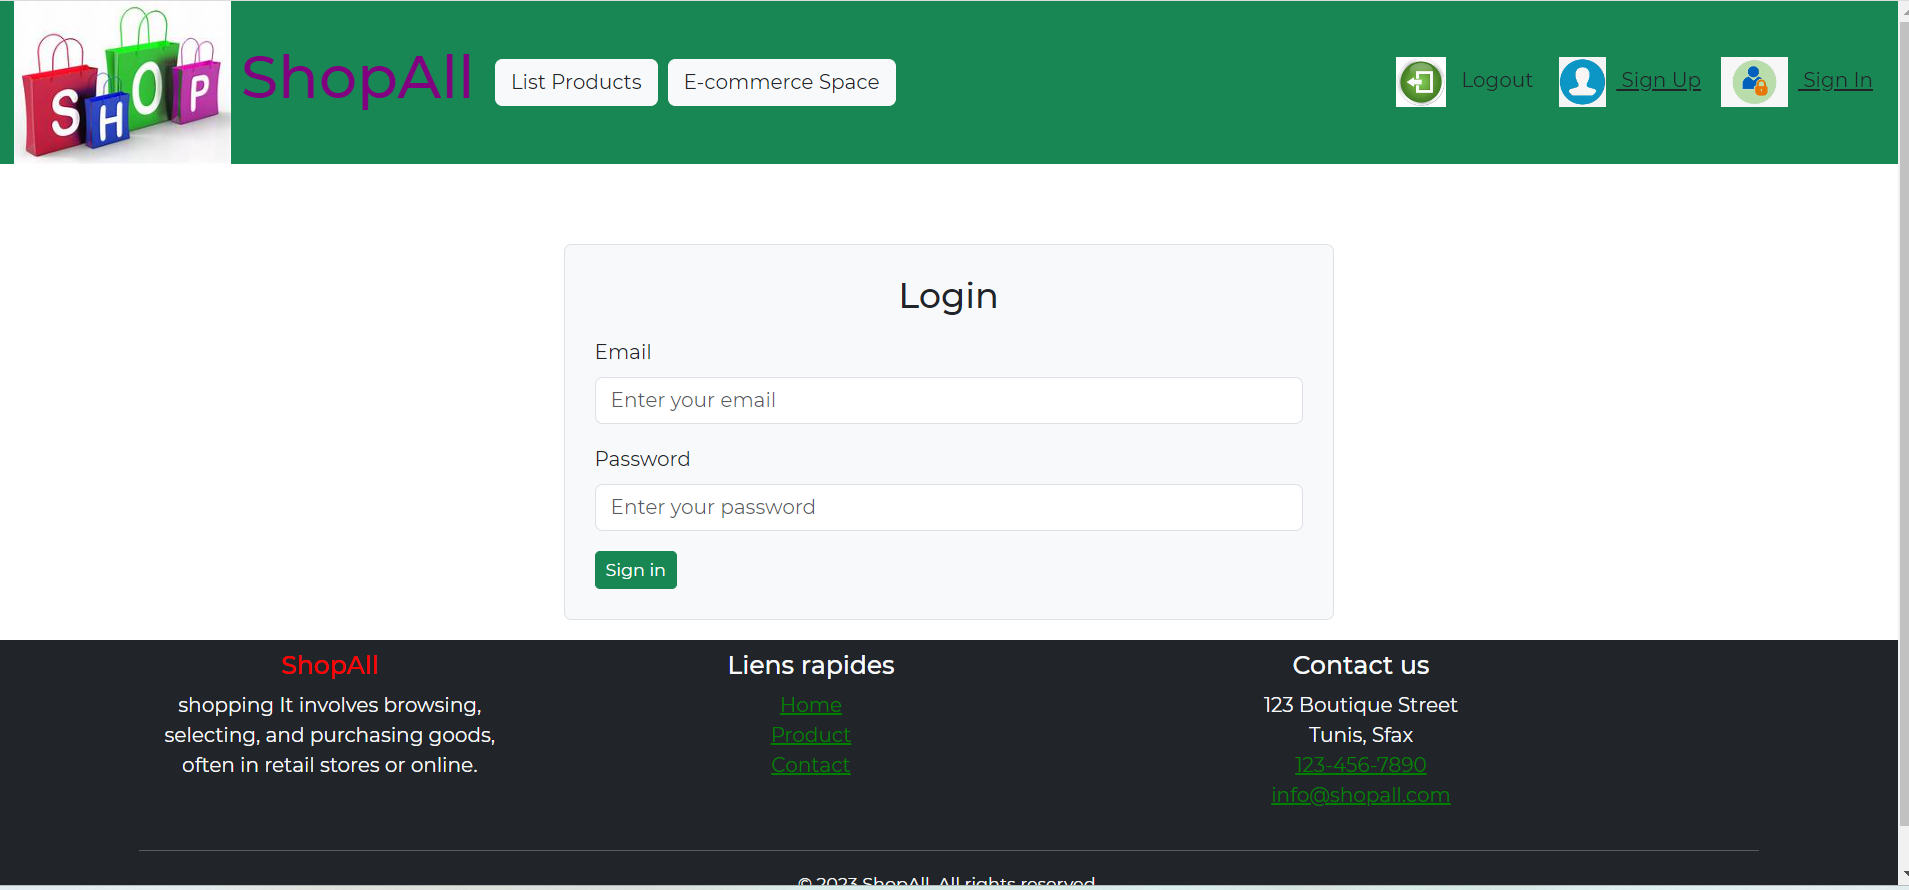 SHOP
ShopAll
List Products
E-commerce Space
Logout
Sign Up
Sign In
Login
Email
Enter your email
Password
Enter your password
Sign in
ShopAll
shopping It involves browsing,
selecting, and purchasing goods,
often in retail stores or online.
Liens rapides
Home
Product
Contact
Contact us
123 Boutique Street
Tunis, Sfax
123-456-7890
info@shopall.com
© 2023 ShopAll. All rights reserved